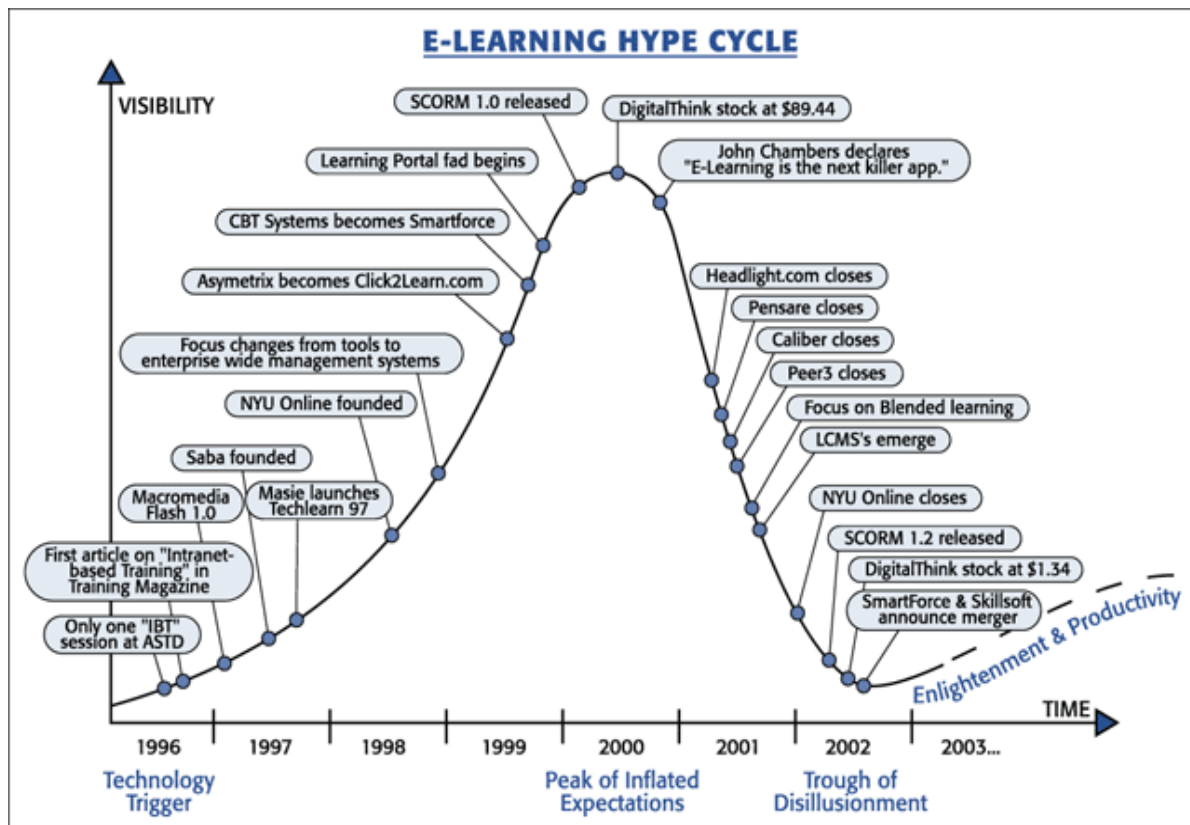 E-LEARNING HYPE CYCLE
VISIBILITY
SCORM 1.0 released
DigitalThink stock at $89.44
John Chambers declares
"E-Learning is the next killer app."
Learning Portal fad begins
CBT Systems becomes Smartforce
Asymetrix becomes Click2Learn.com
Focus changes from tools to
enterprise wide management systems
NYU Online founded
Saba founded
Masie launches
Techlearn 97
Macromedia
Flash 1.0
First article on "Intranet-
based Training" in
Training Magazine
Only one "IBT"
session at ASTD
Headlight.com closes
Pensare closes
Caliber closes
Peer3 closes
Focus on Blended learning
LCMS's emerge
NYU Online closes
SCORM 1.2 released
DigitalThink stock at $1.34
SmartForce & Skillsoft
announce merger
Enlightenment & Productivity
TIME
1996 1997 1998 1999 2000 2001 2002 2003...
Technology
Trigger
Peak of Inflated
Expectations
Trough of
Disillusionment